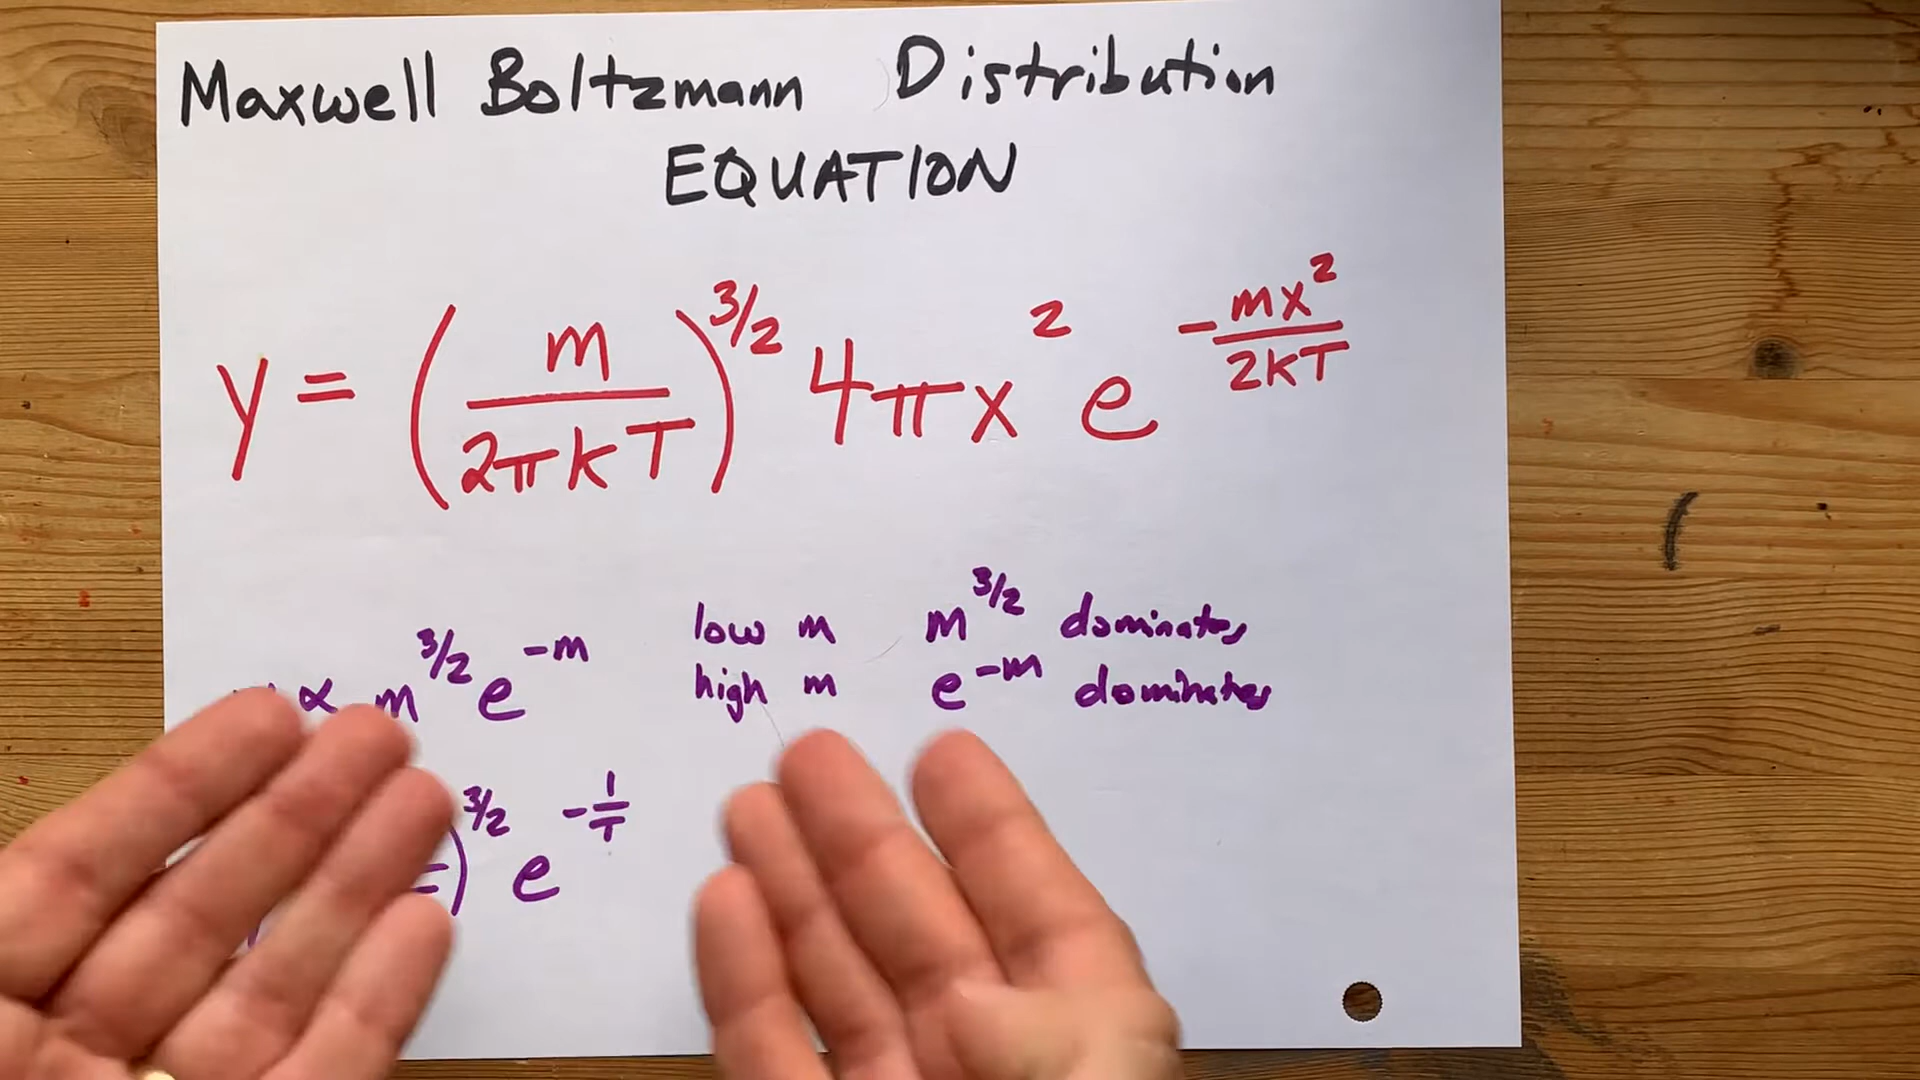 Maxwell Boltzmann Distribution
EQUATION
y = (m/2πkT)^3/2 4πx^2 e^-mx^2/2kT
∝ m^3/2 e^-m
low m m^3/2 dominates
high m e^-m dominates
)^3/2 e^-1/T